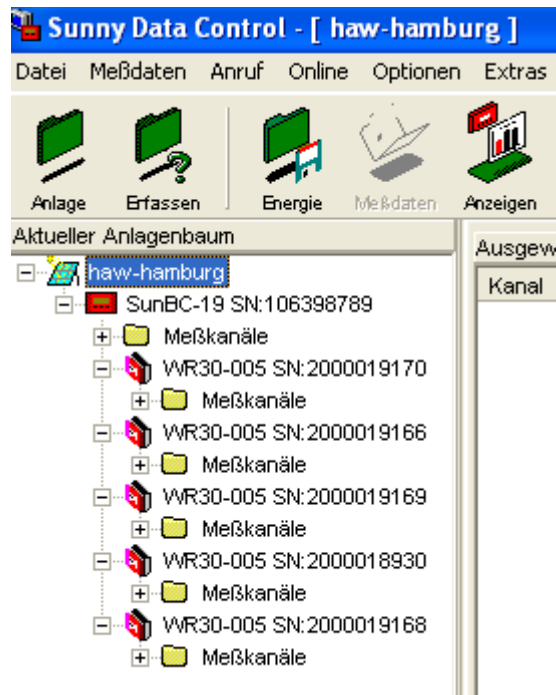 Sunny Data Control - [ haw-hamburg ]
Datei Meßdaten Anruf Online Optionen Extras
Anlage Erfassen Energie Meßdaten Anzeigen
Aktueller Anlagenbaum
Ausgew
Kanal
haw-hamburg
SunBC-19 SN:106398789
Meßkanäle
WR30-005 SN:2000019170
Meßkanäle
WR30-005 SN:2000019166
Meßkanäle
WR30-005 SN:2000019169
Meßkanäle
WR30-005 SN:2000018930
Meßkanäle
WR30-005 SN:2000019168
Meßkanäle